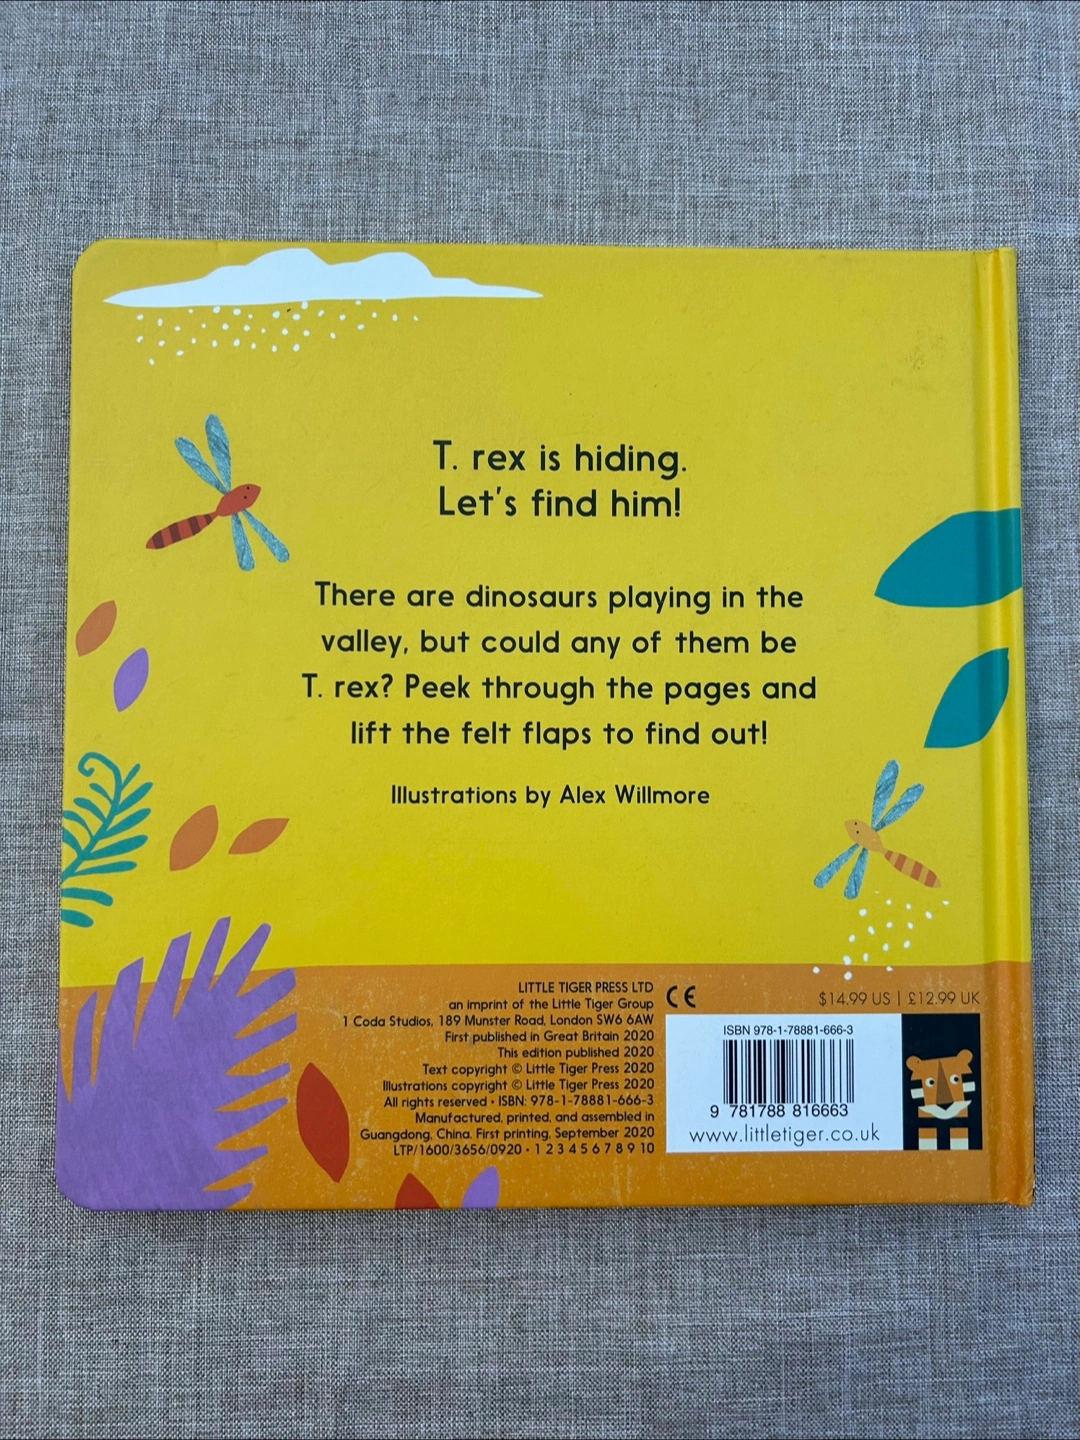 T. rex is hiding.
Let's find him!
There are dinosaurs playing in the
valley, but could any of them be
T. rex? Peek through the pages and
lift the felt flaps to find out!
Illustrations by Alex Willmore
LITTLE TIGER PRESS LTD
an imprint of the Little Tiger Group
1 Coda Studios, 189 Munster Road, London SW6 6AW
First published in Great Britain 2020
This edition published 2020
Text copyright © Little Tiger Press 2020
Illustrations copyright © Little Tiger Press 2020
All rights reserved • ISBN: 978-1-78881-666-3
Manufactured, printed, and assembled in
Guangdong, China. First printing, September 2020
LTP/1600/3656/0920 • 1 2 3 4 5 6 7 8 9 10
CE
$14.99 US | £12.99 UK
ISBN 978-1-78881-666-3
9 781788 816663
www.littletiger.co.uk